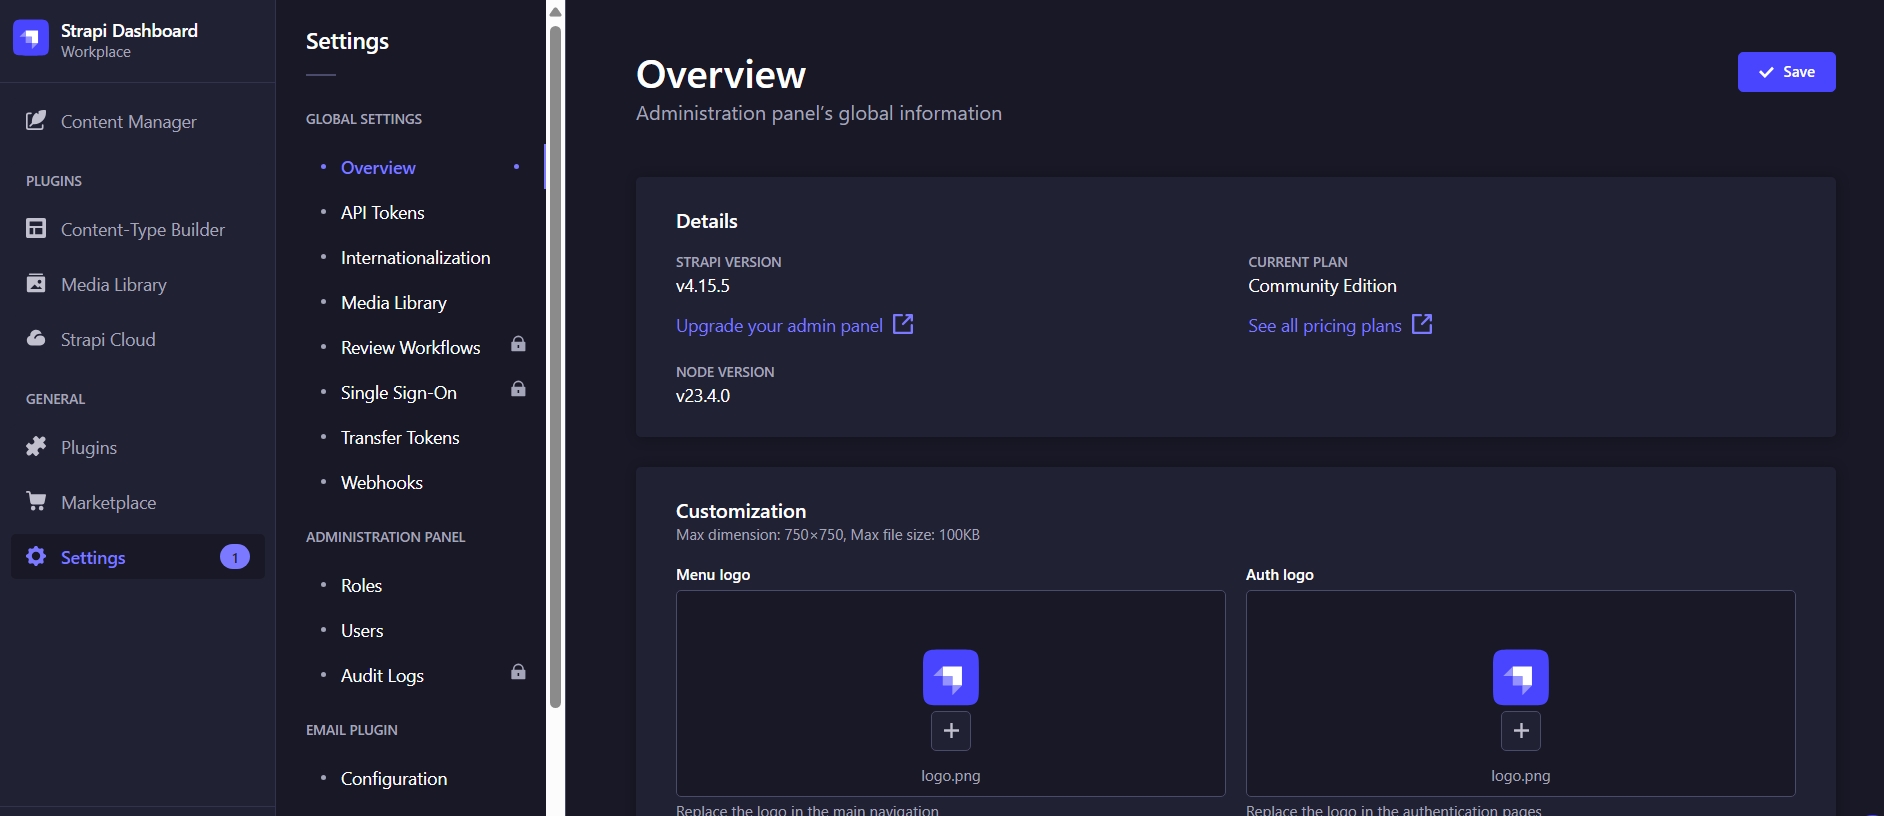 Strapi Dashboard
Workplace
Content Manager
PLUGINS
Content-Type Builder
Media Library
Strapi Cloud
GENERAL
Plugins
Marketplace
Settings
1
Settings
GLOBAL SETTINGS
Overview
API Tokens
Internationalization
Media Library
Review Workflows
Single Sign-On
Transfer Tokens
Webhooks
ADMINISTRATION PANEL
Roles
Users
Audit Logs
EMAIL PLUGIN
Configuration
Overview
Administration panel’s global information
Save
Details
STRAPI VERSION
v4.15.5
Upgrade your admin panel
CURRENT PLAN
Community Edition
See all pricing plans
NODE VERSION
v23.4.0
Customization
Max dimension: 750×750, Max file size: 100KB
Menu logo
logo.png
Replace the logo in the main navigation
Auth logo
logo.png
Replace the logo in the authentication pages